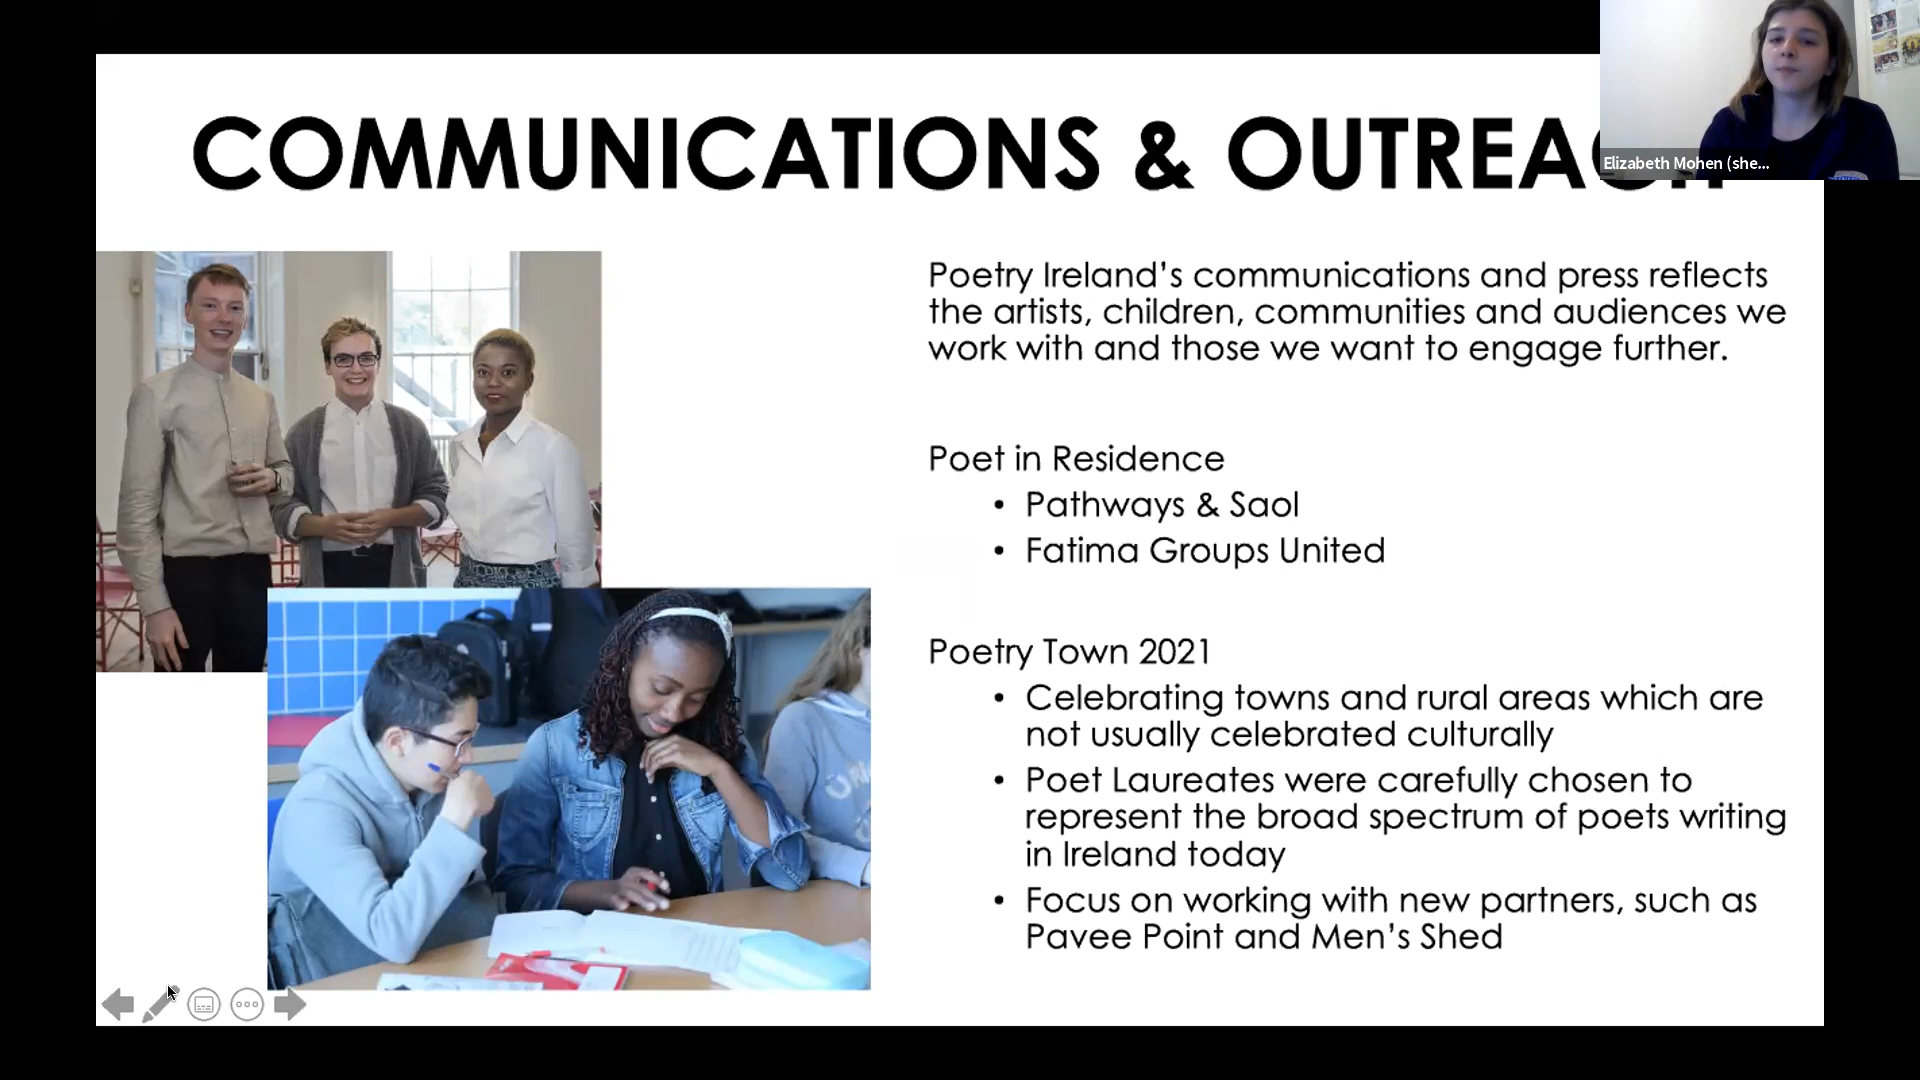 COMMUNICATIONS & OUTREACH
Elizabeth Mohen (she...
Poetry Ireland’s communications and press reflects
the artists, children, communities and audiences we
work with and those we want to engage further.
Poet in Residence
• Pathways & Saol
• Fatima Groups United
Poetry Town 2021
• Celebrating towns and rural areas which are
not usually celebrated culturally
• Poet Laureates were carefully chosen to
represent the broad spectrum of poets writing
in Ireland today
• Focus on working with new partners, such as
Pavee Point and Men’s Shed